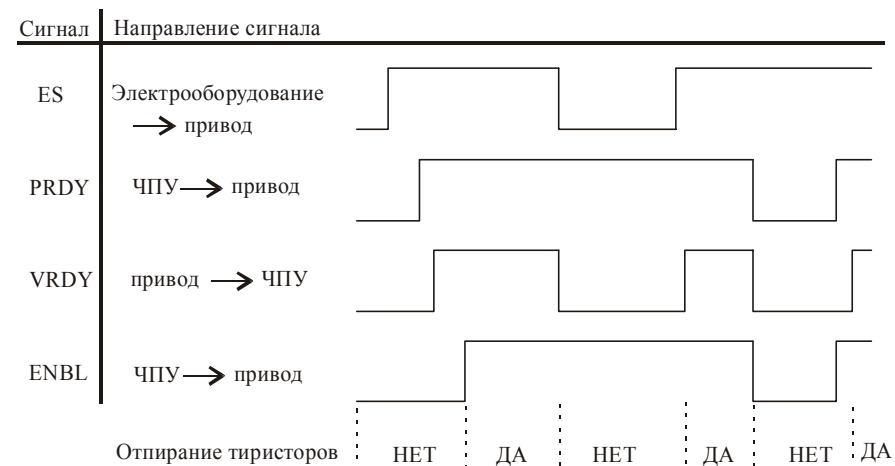 Сигнал Направление сигнала
ES Электрооборудование
привод
PRDY ЧПУ привод
VRDY привод ЧПУ
ENBL ЧПУ привод
Отпирание тиристоров НЕТ ДА НЕТ ДА НЕТ ДА